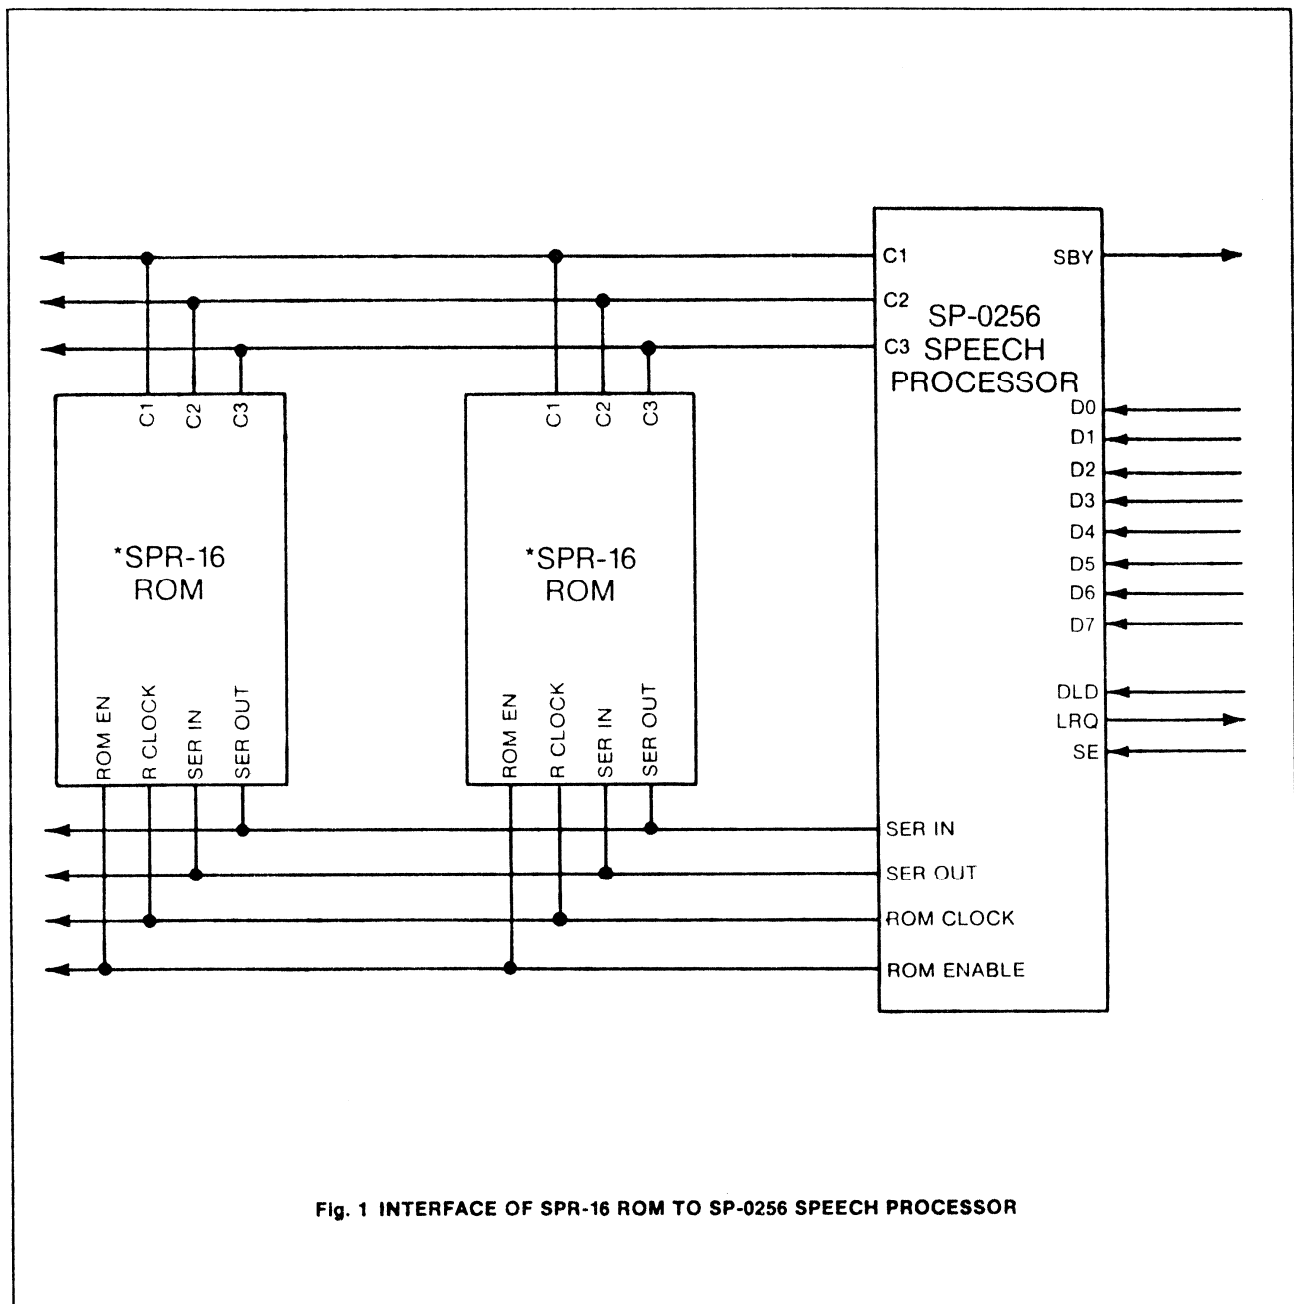 C1
C2
C3
SBY
SP-0256
SPEECH
PROCESSOR
D0
D1
D2
D3
D4
D5
D6
D7
DLD
LRQ
SE
SER IN
SER OUT
ROM CLOCK
ROM ENABLE
C1
C2
C3
*SPR-16
ROM
ROM EN
R CLOCK
SER IN
SER OUT
C1
C2
C3
*SPR-16
ROM
ROM EN
R CLOCK
SER IN
SER OUT
Fig. 1 INTERFACE OF SPR-16 ROM TO SP-0256 SPEECH PROCESSOR